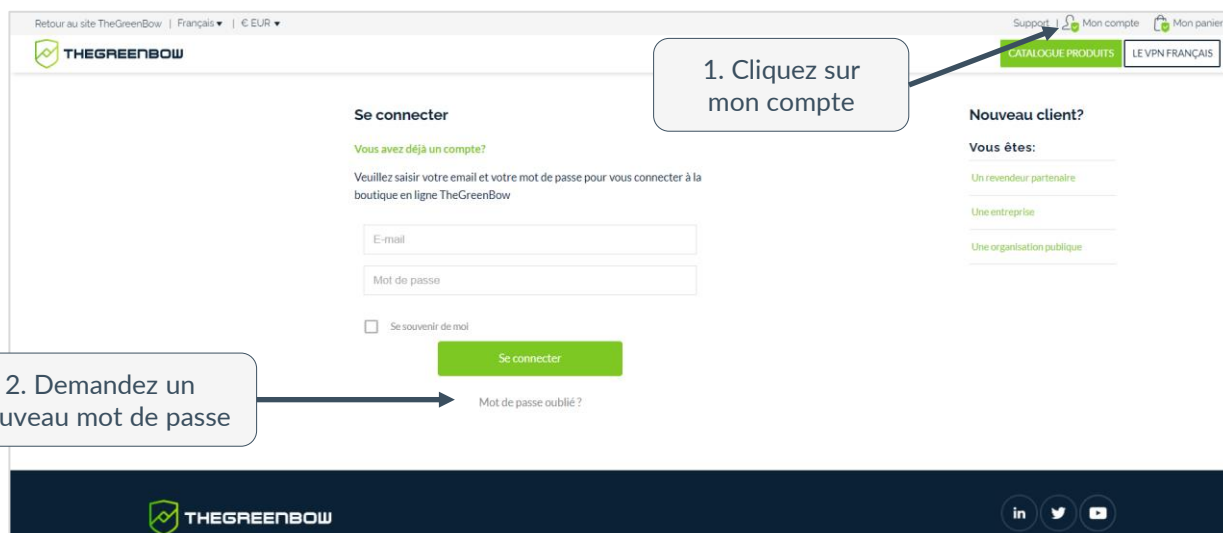 Retour au site TheGreenBow | Français ▾ | € EUR ▾
Support | Mon compte Mon panier
THEGREENBOW
CATALOGUE PRODUITS LE VPN FRANÇAIS
1. Cliquez sur
mon compte
Se connecter
Vous avez déjà un compte?
Veuillez saisir votre email et votre mot de passe pour vous connecter à la
boutique en ligne TheGreenBow
E-mail
Mot de passe
Se souvenir de moi
Se connecter
Mot de passe oublié ?
Nouveau client?
Vous êtes:
Un revendeur partenaire
Une entreprise
Une organisation publique
2. Demandez un
uveau mot de passe
THEGREENBOW
in